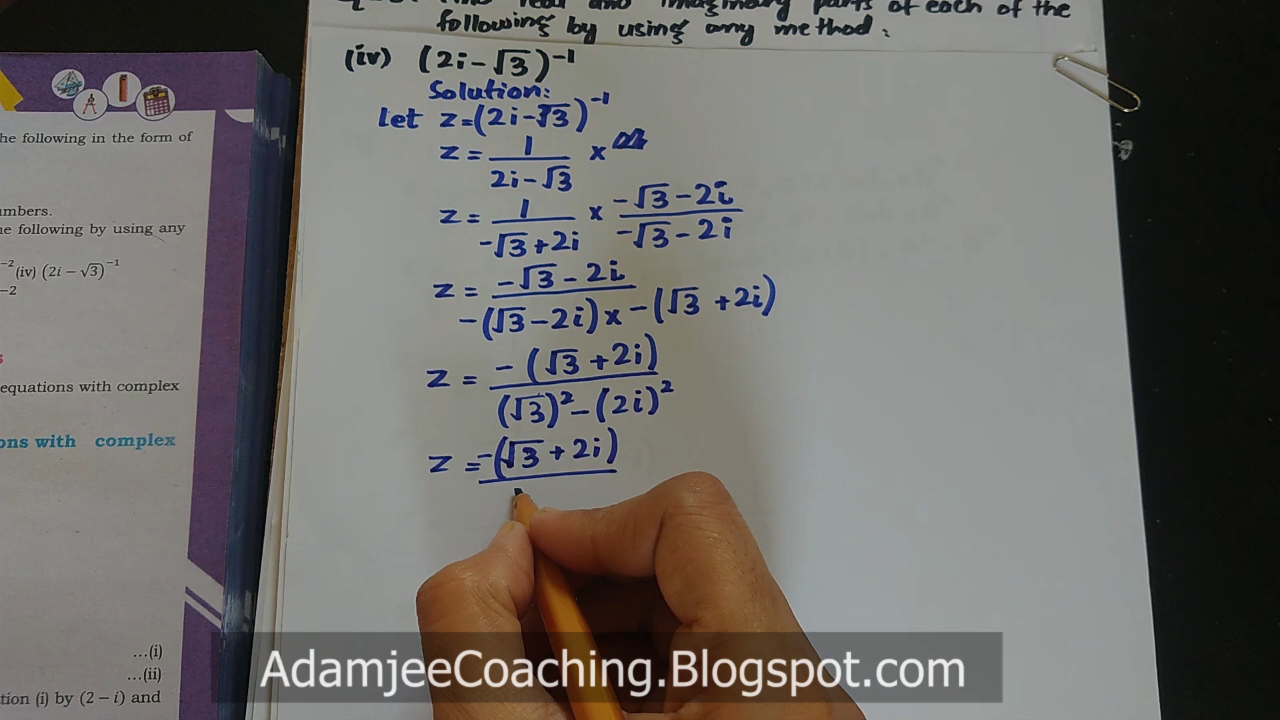 following by using any method:
(iv) (2i-√3)⁻¹
Solution:
Let z=(2i-√3)⁻¹
z = 1/(2i-√3) ×
z = 1/(-√3+2i) × (-√3-2i)/(-√3-2i)
z = (-√3-2i)/(-(√3-2i)×-(√3+2i))
z = -(√3+2i)/((√3)²-(2i)²)
z = -(√3+2i)/
he following in the form of
umbers.
e following by using any
⁻² (iv) (2i – √3)⁻¹
–2
equations with complex
ons with complex
...(i)
...(ii)
tion (i) by (2 – i) and
AdamjeeCoaching.Blogspot.com